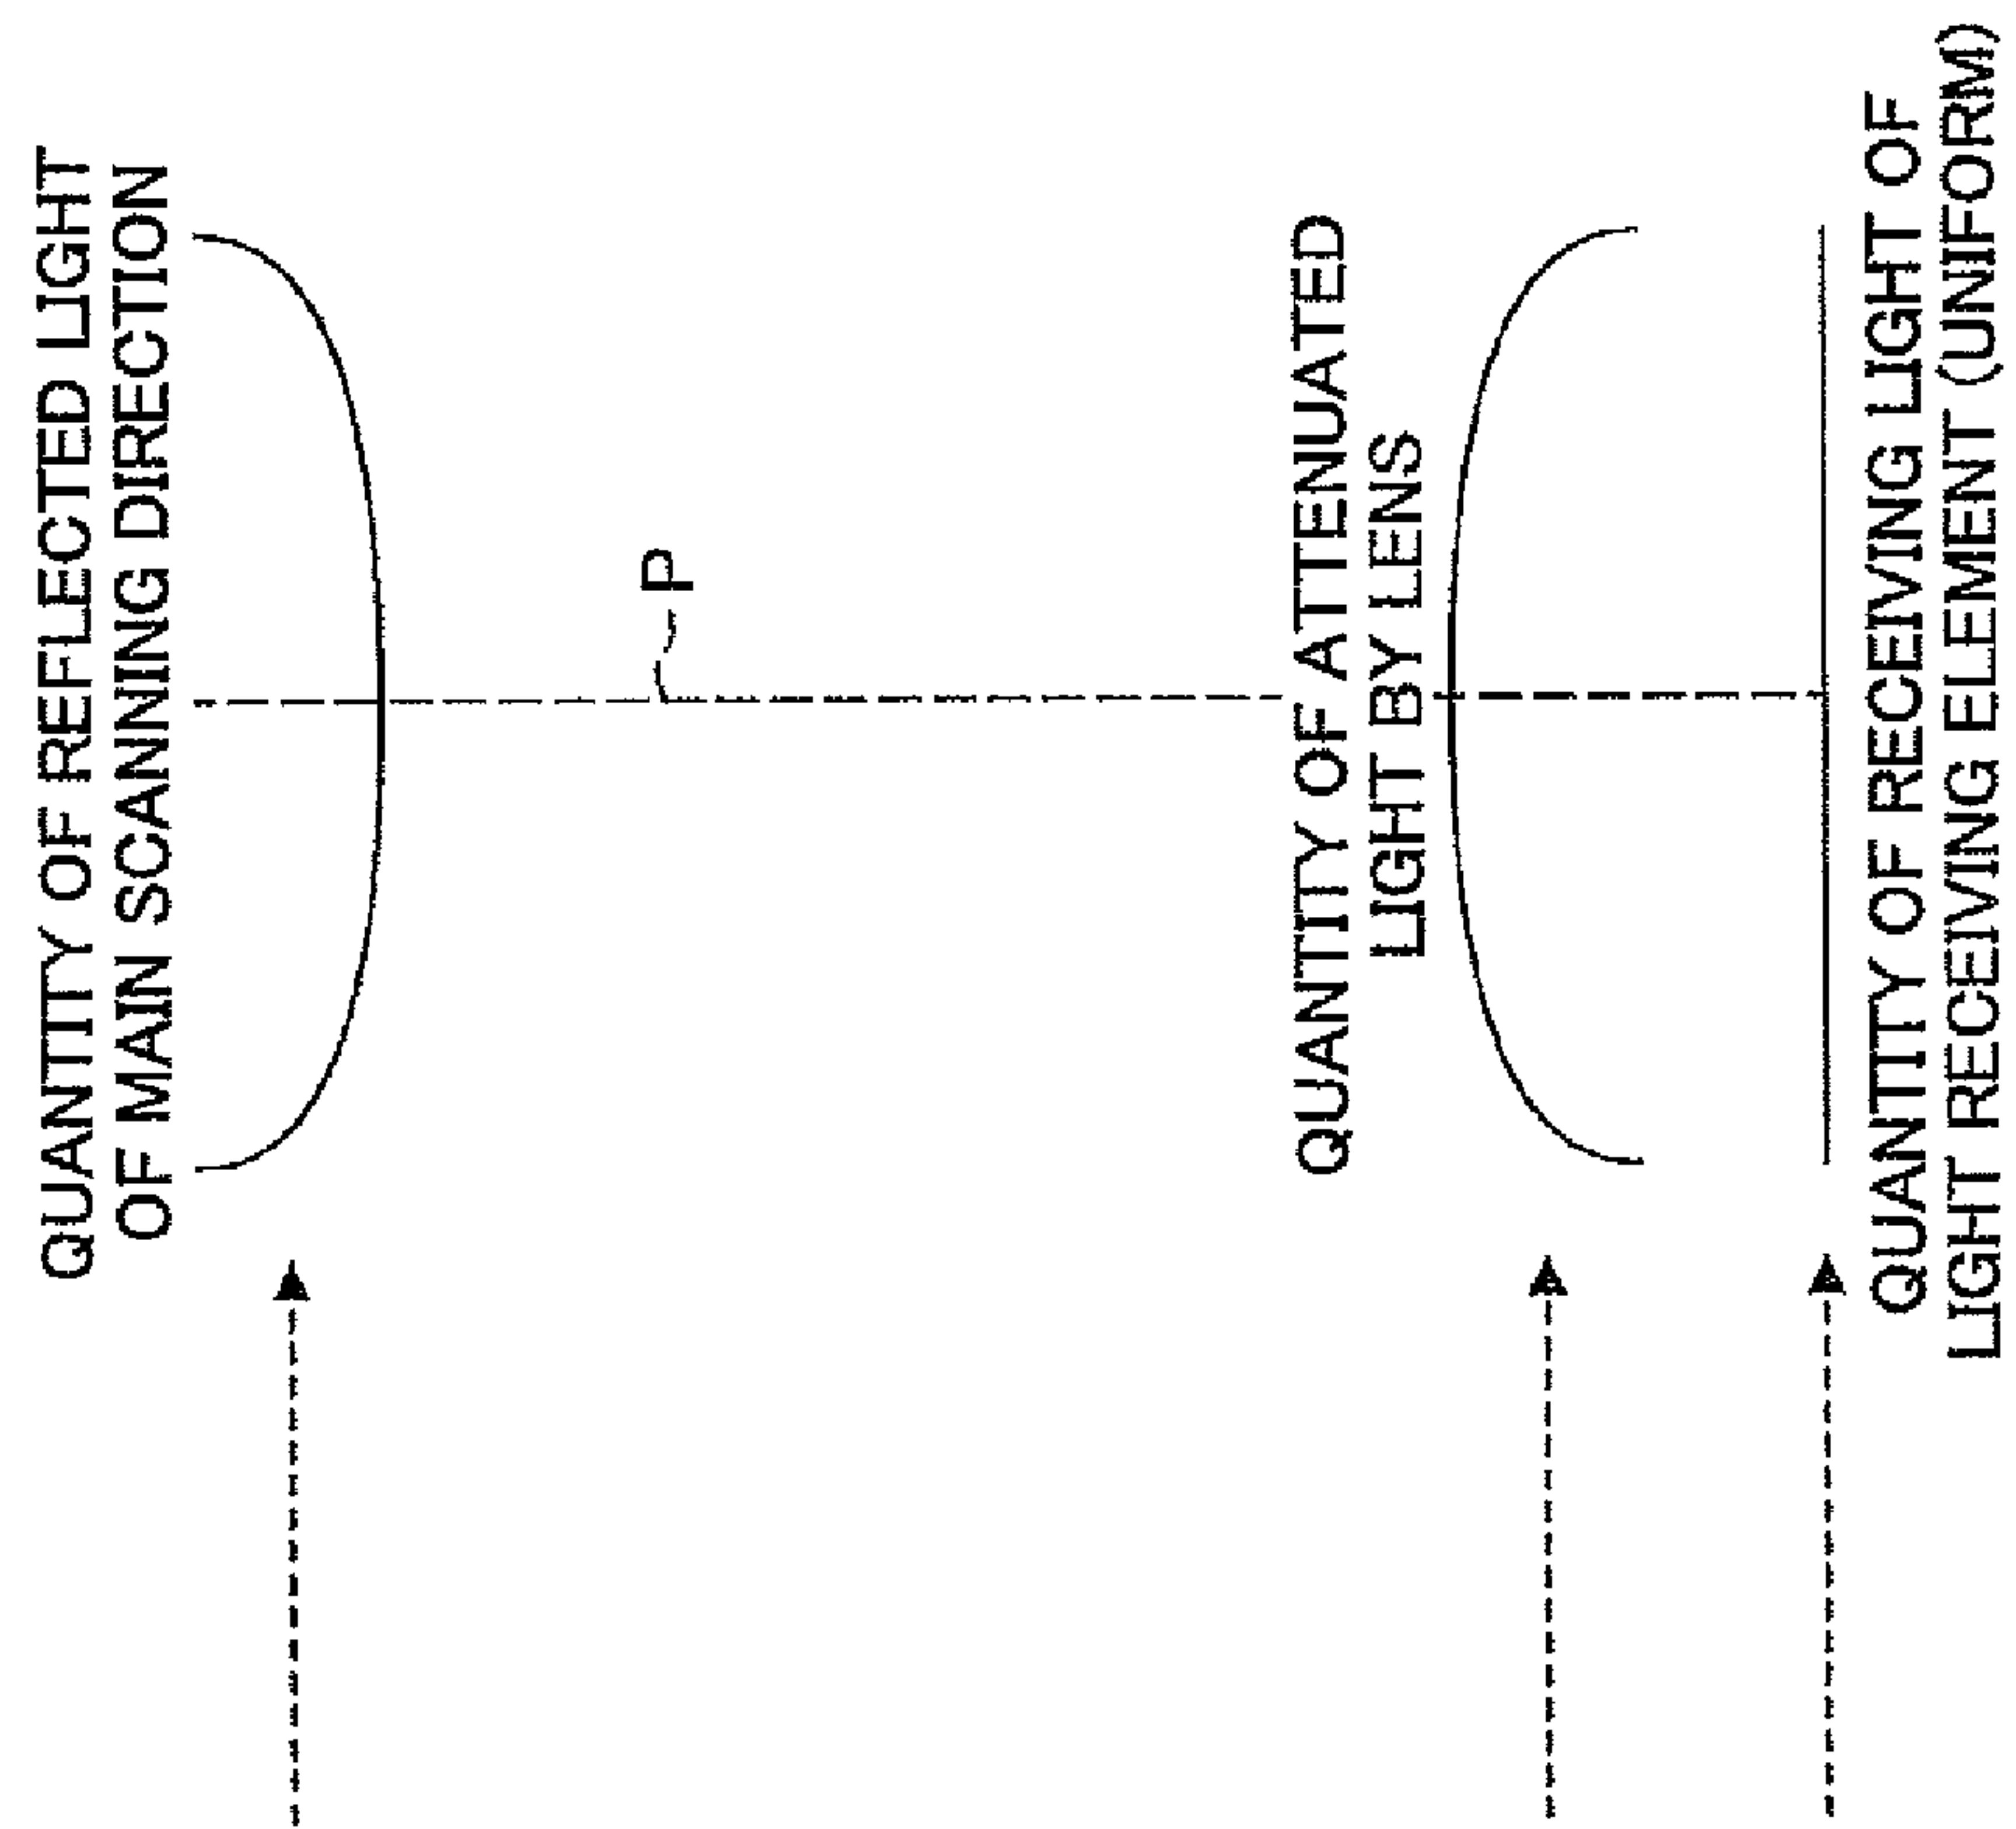 QUANTITY OF REFLECTED LIGHT
OF MAIN SCANNING DIRECTION
P
QUANTITY OF ATTENUATED
LIGHT BY LENS
QUANTITY OF RECEIVING LIGHT OF
LIGHT RECEIVING ELEMENT (UNIFORM)